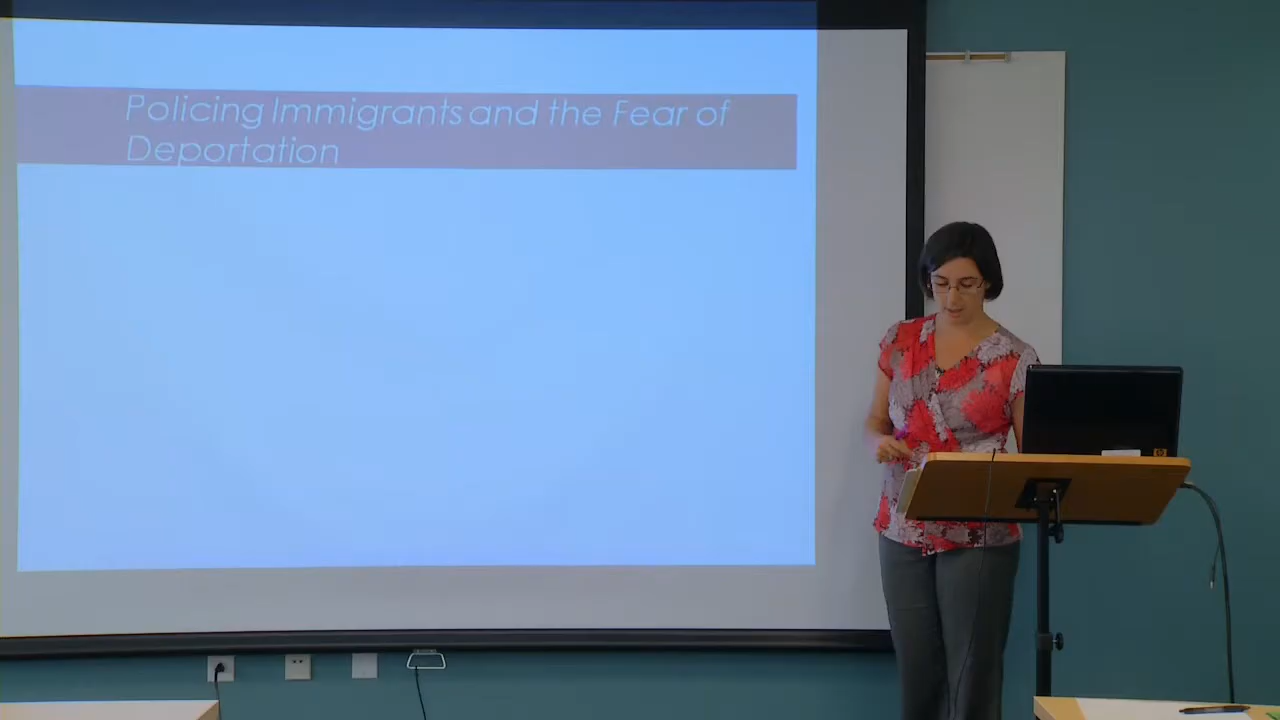 Policing Immigrants and the Fear of
Deportation